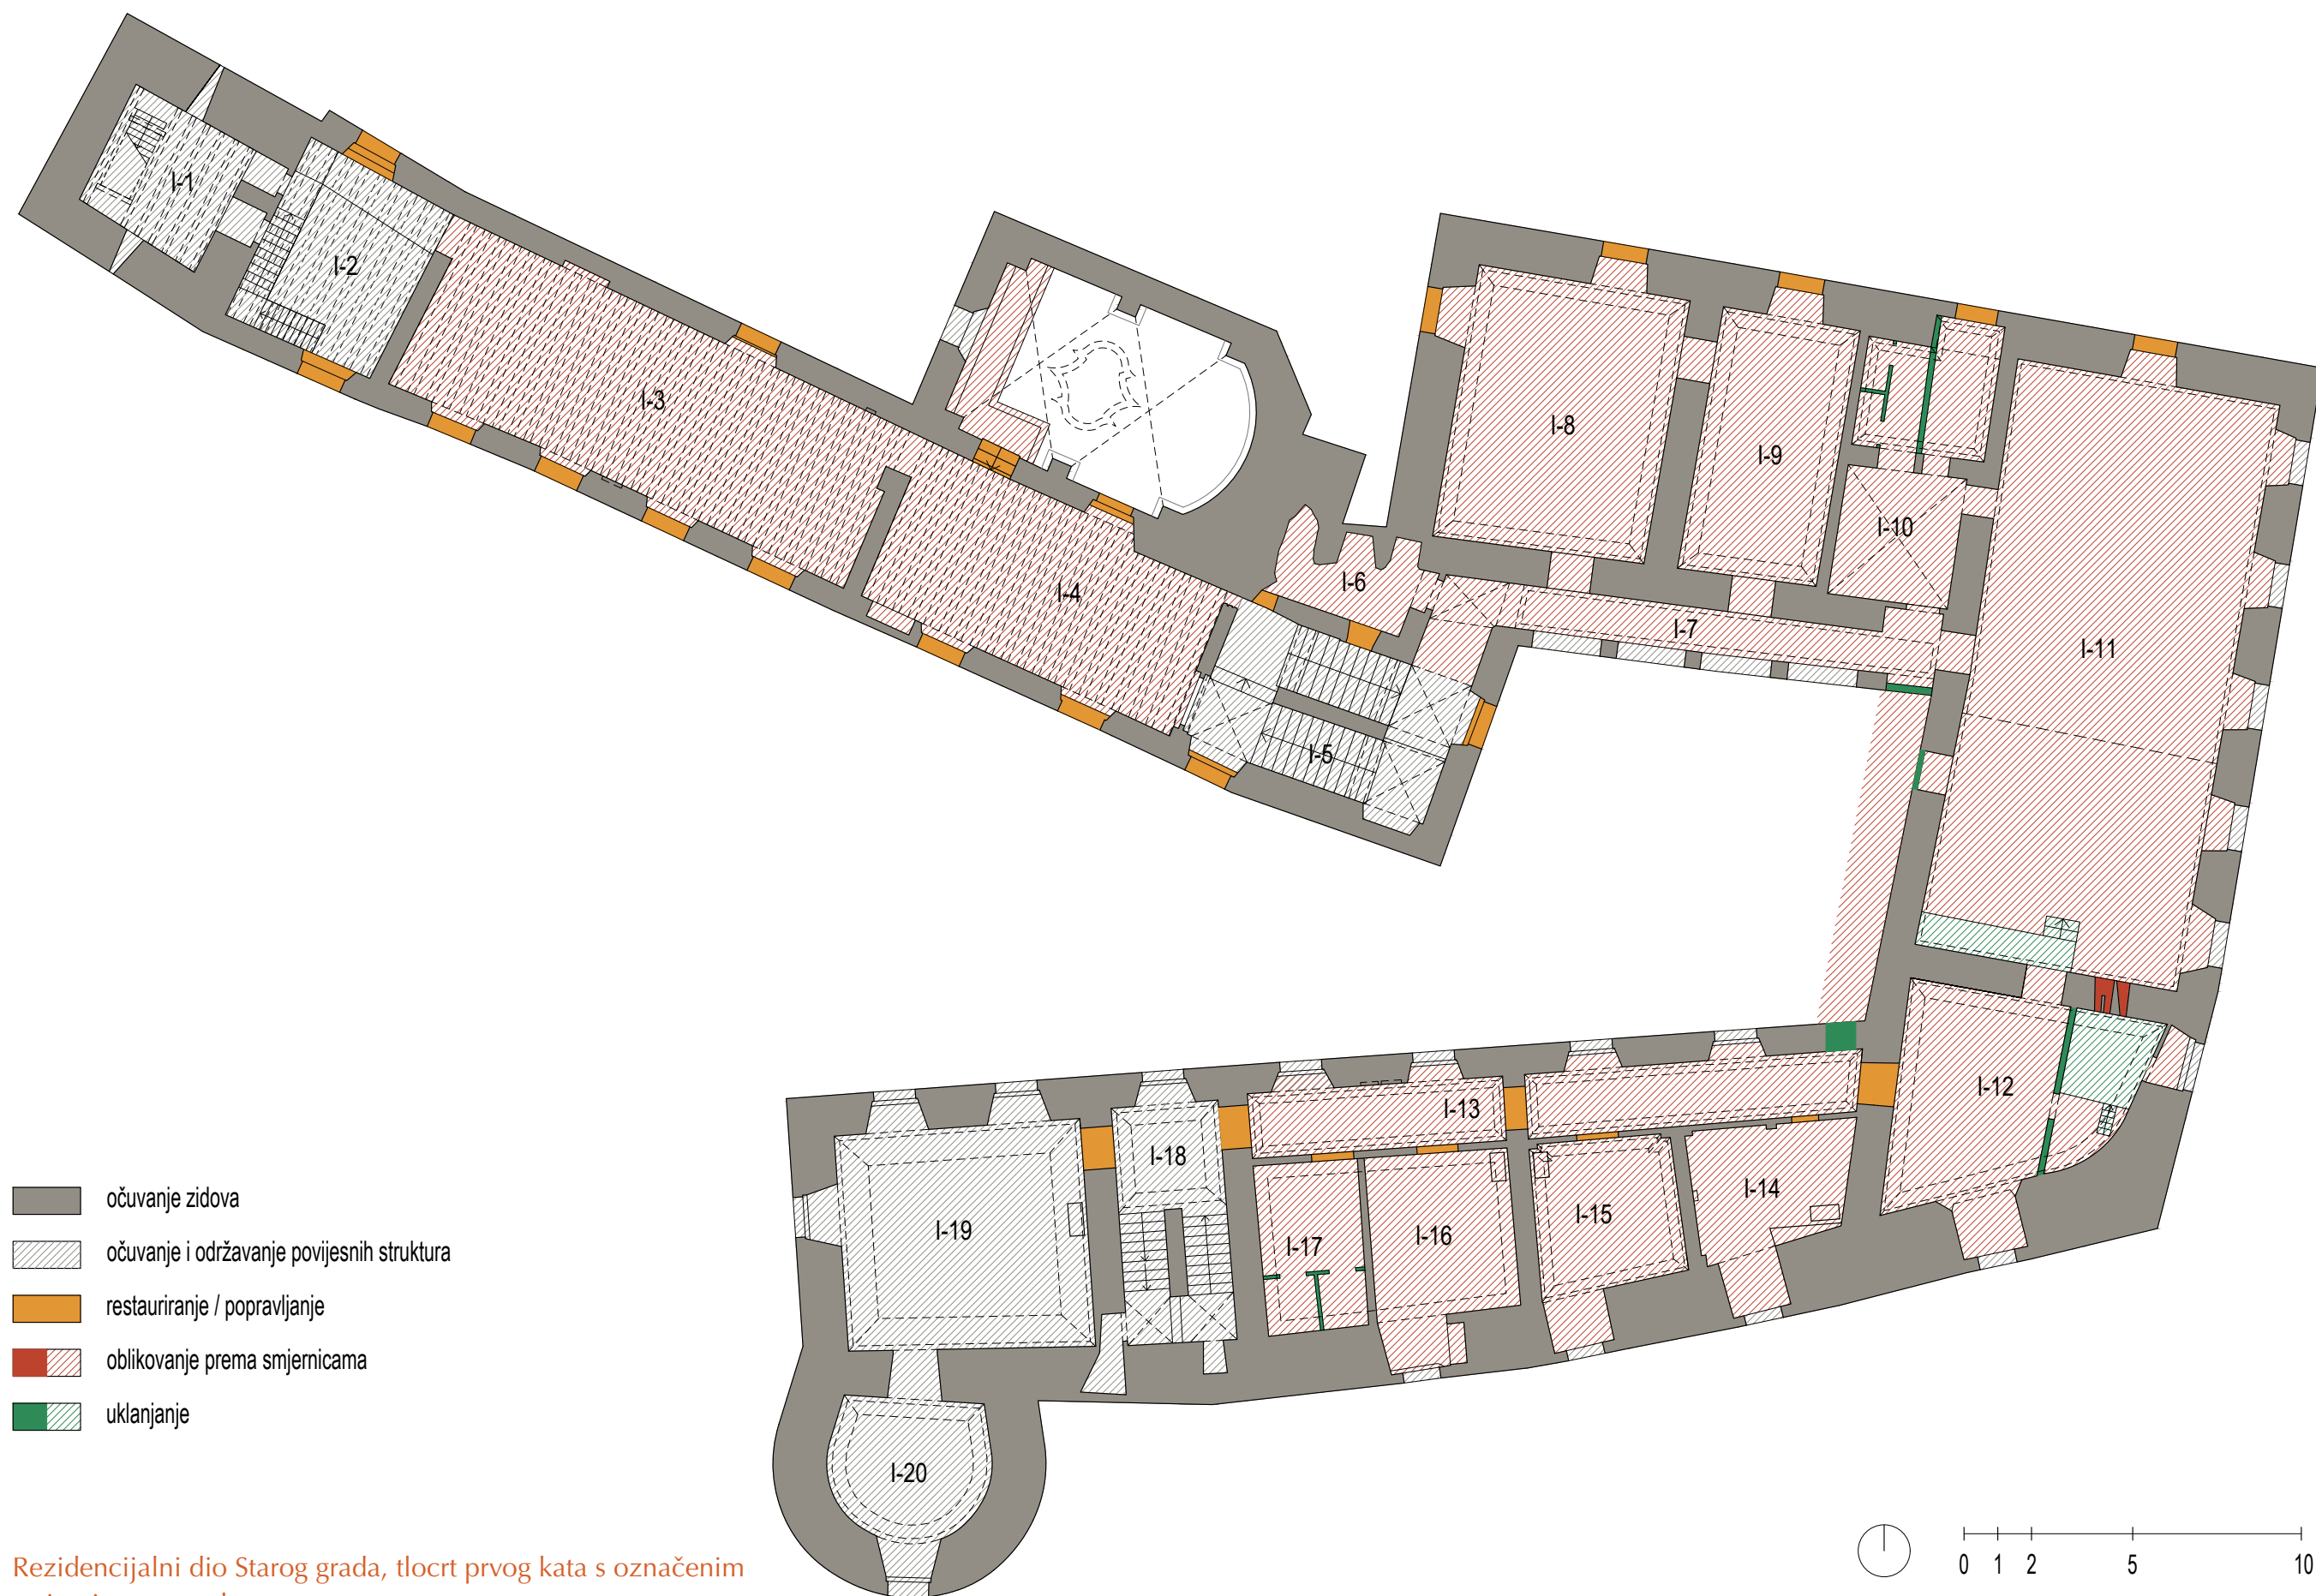 I-1
I-2
I-3
I-4
I-5
I-6
I-7
I-8
I-9
I-10
I-11
I-12
I-13
I-14
I-15
I-16
I-17
I-18
I-19
I-20
očuvanje zidova
očuvanje i održavanje povijesnih struktura
restauriranje / popravljanje
oblikovanje prema smjernicama
uklanjanje
0 1 2 5 10
Rezidencijalni dio Starog grada, tlocrt prvog kata s označenim